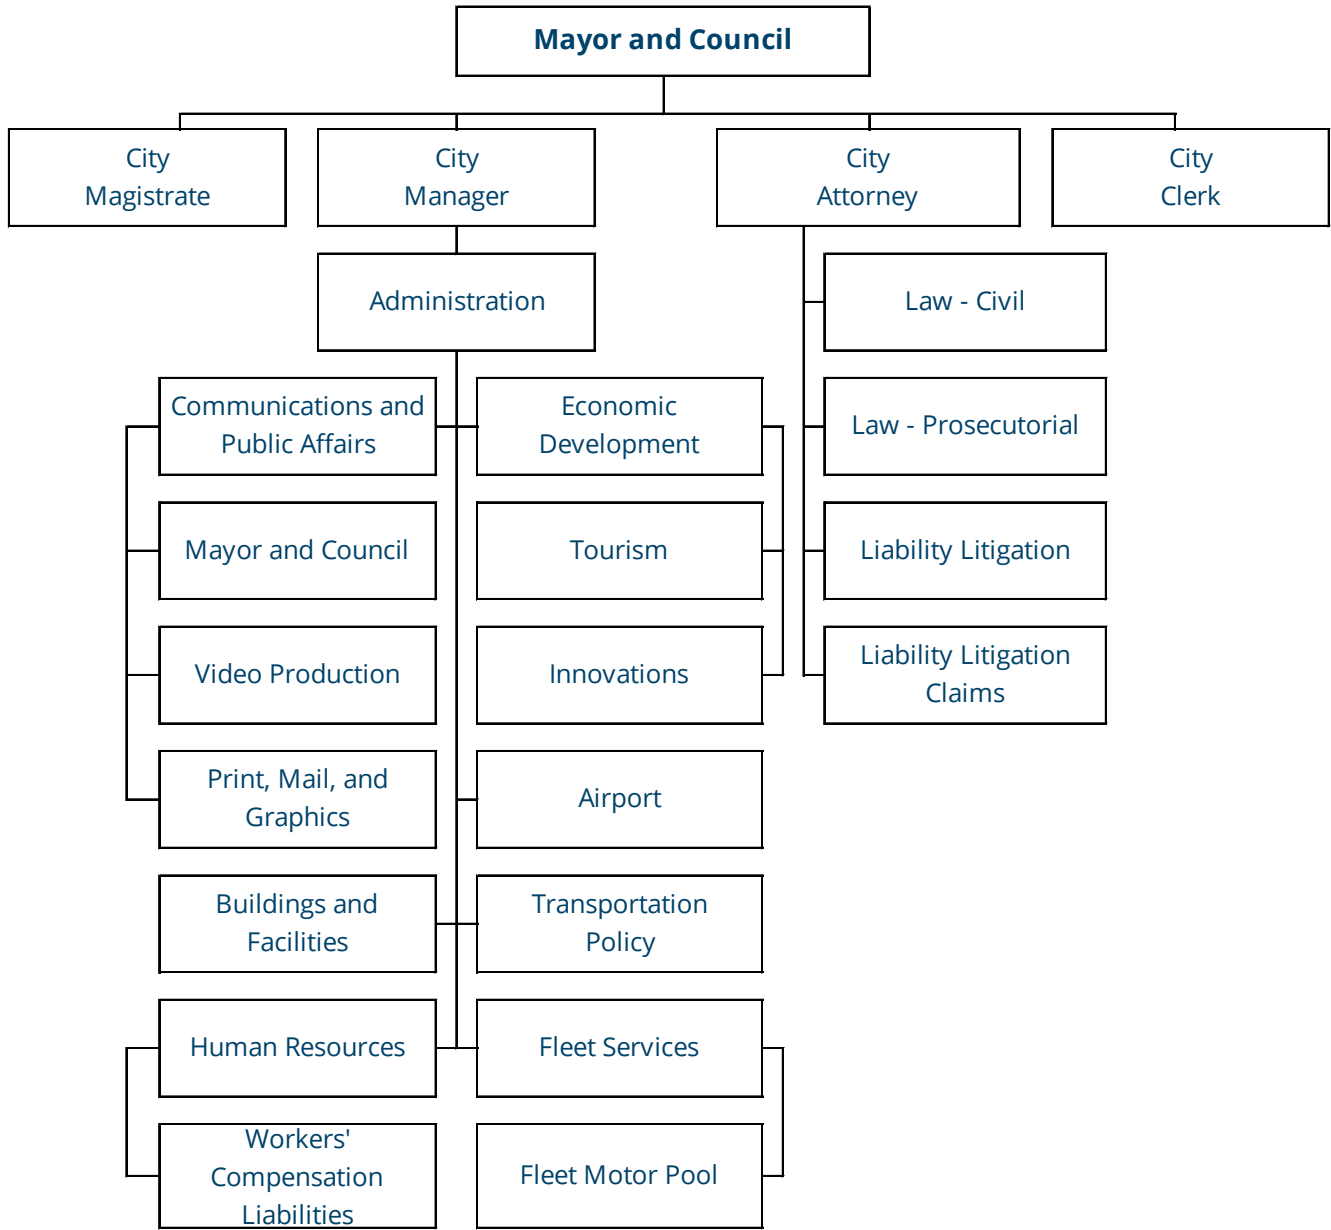 Mayor and Council
City
Magistrate
City
Manager
City
Attorney
City
Clerk
Administration
Law - Civil
Communications and
Public Affairs
Economic
Development
Law - Prosecutorial
Mayor and Council
Tourism
Liability Litigation
Video Production
Innovations
Liability Litigation
Claims
Print, Mail, and
Graphics
Airport
Buildings and
Facilities
Transportation
Policy
Human Resources
Fleet Services
Workers'
Compensation
Liabilities
Fleet Motor Pool